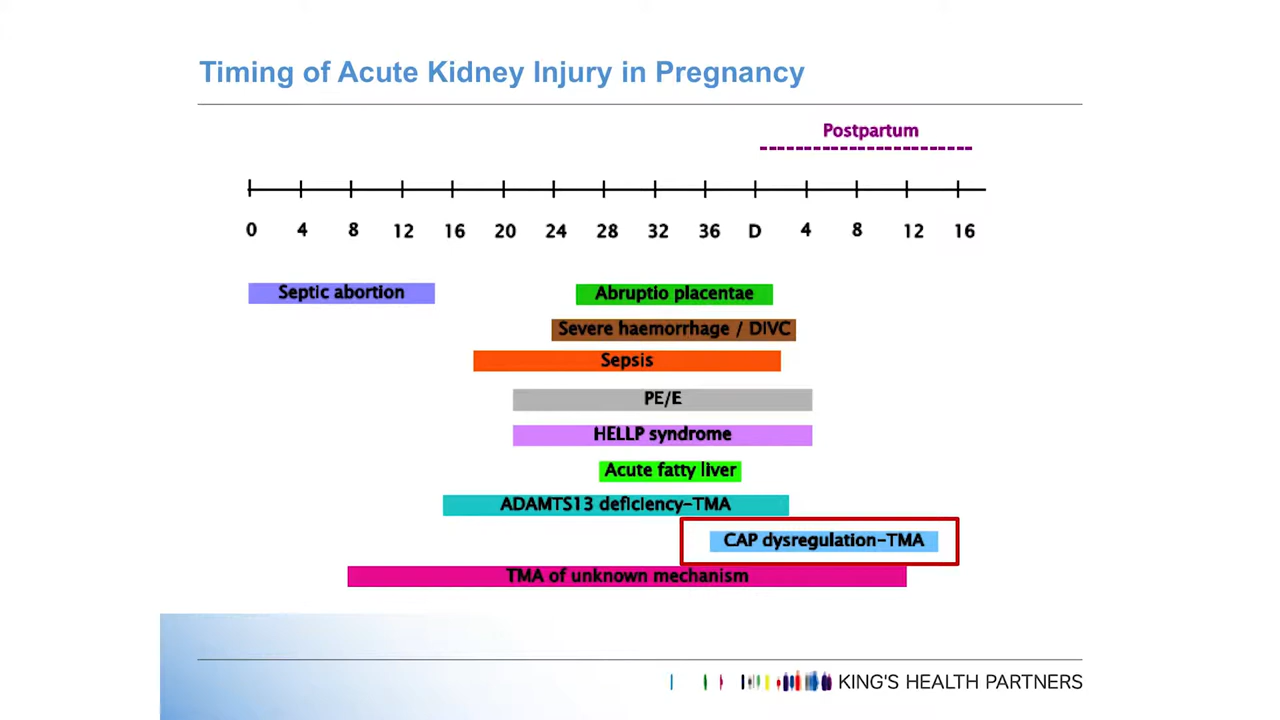 Timing of Acute Kidney Injury in Pregnancy
Postpartum
0 4 8 12 16 20 24 28 32 36 D 4 8 12 16
Septic abortion
Abruptio placentae
Severe haemorrhage / DIVC
Sepsis
PE/E
HELLP syndrome
Acute fatty liver
ADAMTS13 deficiency-TMA
CAP dysregulation-TMA
TMA of unknown mechanism
KING'S HEALTH PARTNERS